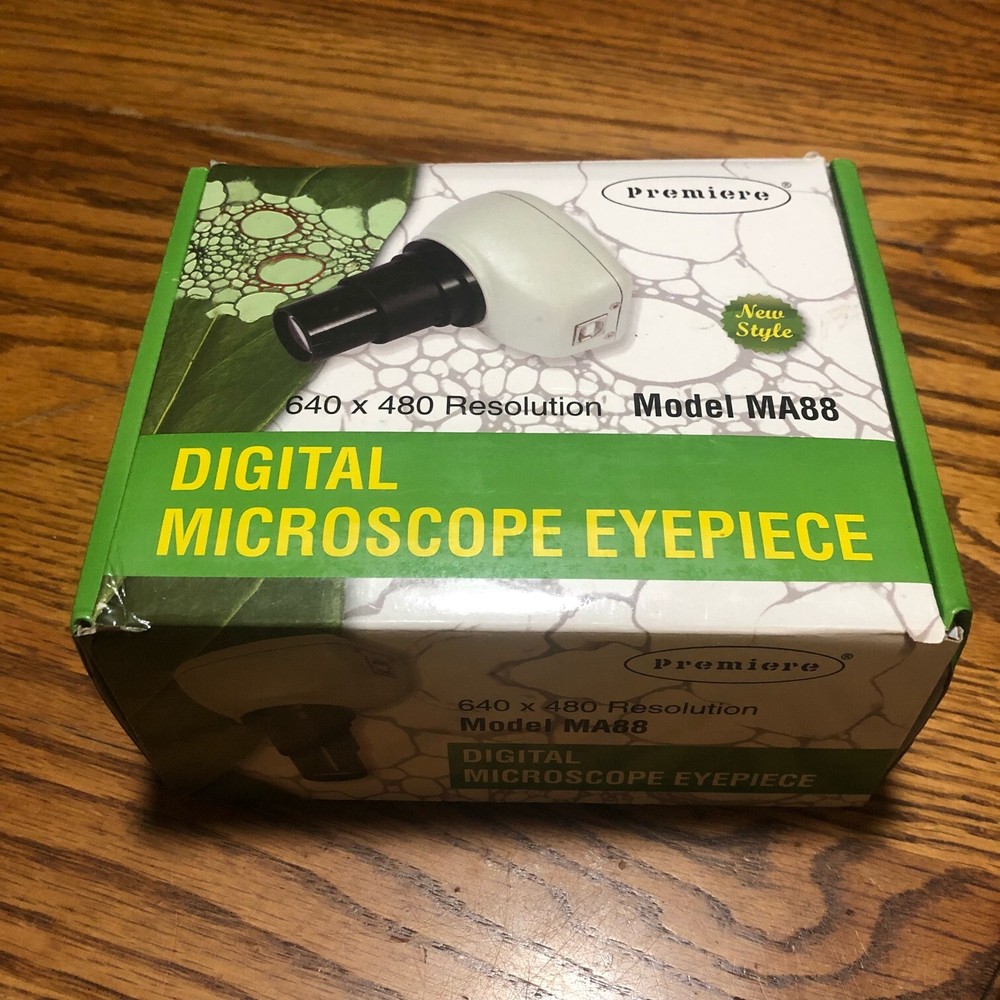 Premiere®
New
Style
640 x 480 Resolution Model MA88
DIGITAL
MICROSCOPE EYEPIECE
Premiere®
640 x 480 Resolution
Model MA88
DIGITAL
MICROSCOPE EYEPIECE